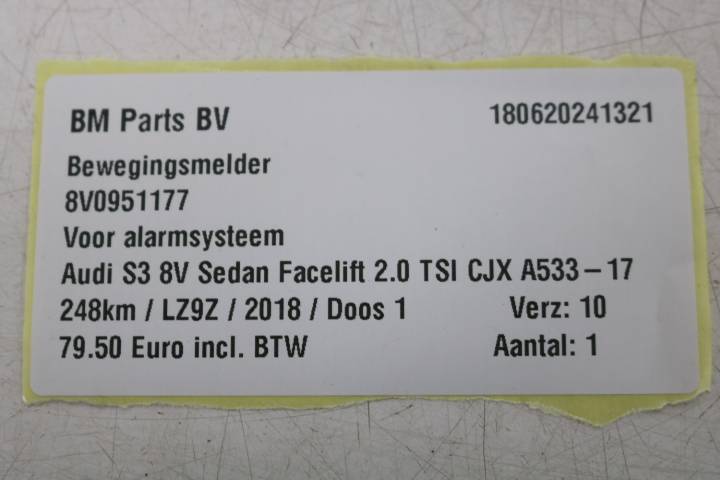 BM Parts BV 180620241321
Bewegingsmelder
8V0951177
Voor alarmsysteem
Audi S3 8V Sedan Facelift 2.0 TSI CJX A533-17
248km / LZ9Z / 2018 / Doos 1 Verz: 10
79.50 Euro incl. BTW Aantal: 1